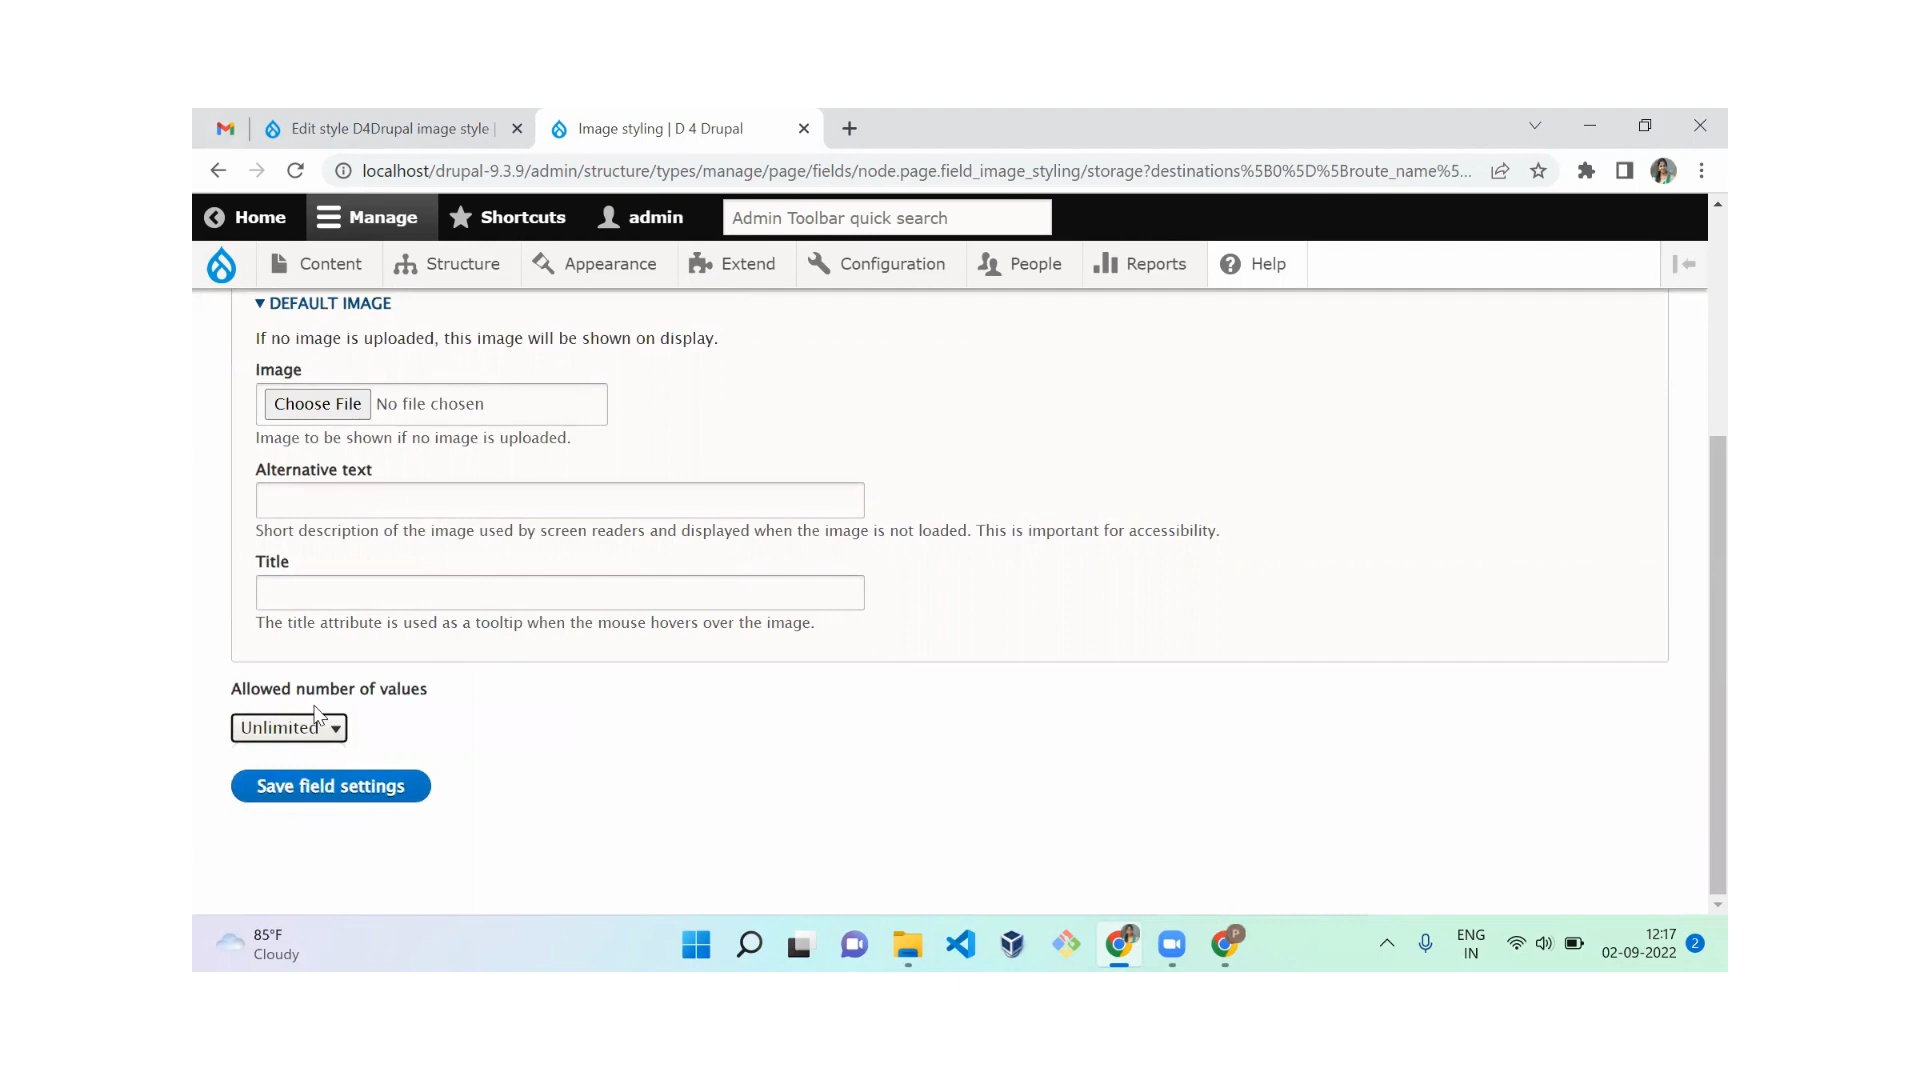 Edit style D4Drupal image style |
Image styling | D 4 Drupal
localhost/drupal-9.3.9/admin/structure/types/manage/page/fields/node.page.field_image_styling/storage?destinations%5B0%5D%5Broute_name%5...
Home Manage Shortcuts admin Admin Toolbar quick search
Content Structure Appearance Extend Configuration People Reports Help
DEFAULT IMAGE
If no image is uploaded, this image will be shown on display.
Image
Choose File No file chosen
Image to be shown if no image is uploaded.
Alternative text
Short description of the image used by screen readers and displayed when the image is not loaded. This is important for accessibility.
Title
The title attribute is used as a tooltip when the mouse hovers over the image.
Allowed number of values
Unlimited
Save field settings
85°F
Cloudy
P
ENG
IN
12:17
02-09-2022
2